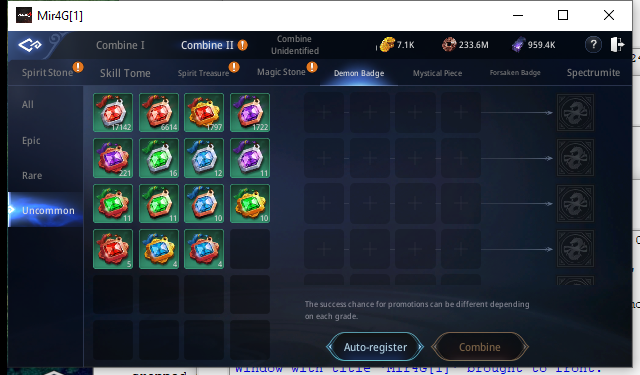 Mir4G[1]
Combine I
Combine II
Combine
Unidentified
7.1K
233.6M
959.4K
?
Spirit Stone
Skill Tome
Spirit Treasure
Magic Stone
Demon Badge
Mystical Piece
Forsaken Badge
Spectrumite
All
Epic
Rare
Uncommon
17142
6614
1797
1722
221
16
12
9
11
11
10
10
5
4
4
The success chance for promotions can be different depending
on each grade.
Auto-register
Combine
Window with title 'Mir4G[1]' brought to front.